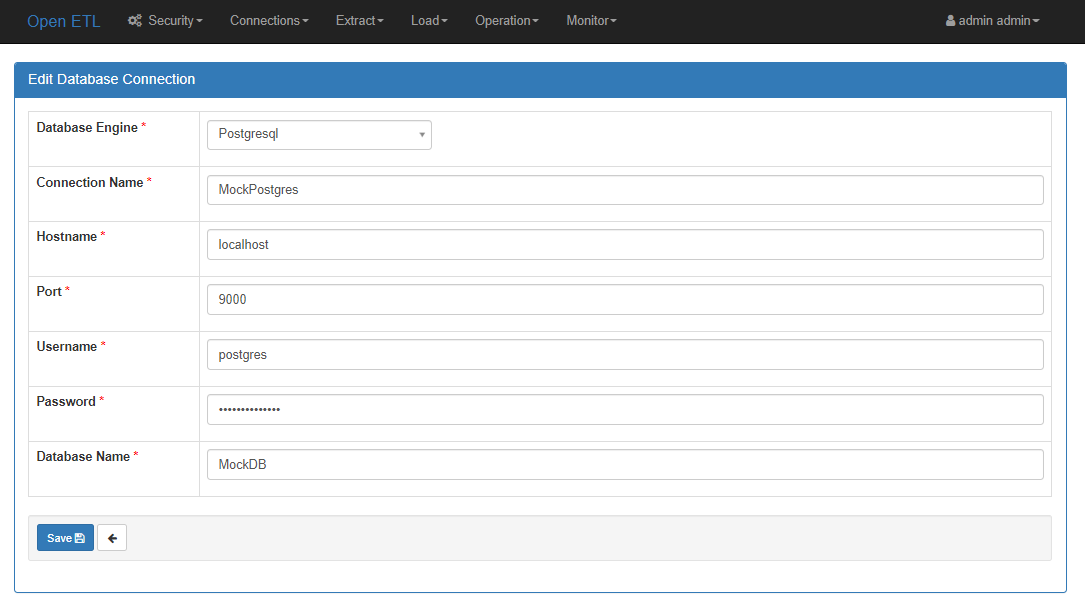 Open ETL Security Connections Extract Load Operation Monitor admin admin
Edit Database Connection
Database Engine * Postgresql
Connection Name * MockPostgres
Hostname * localhost
Port * 9000
Username * postgres
Password * ••••••••••••••
Database Name * MockDB
Save